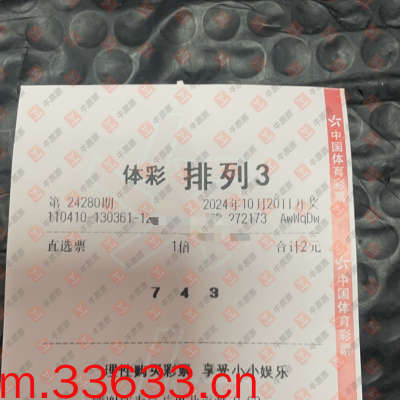 体彩 排列3
第 24280期 2024年10月20日开奖
110410-130361-1 272173 AwWqDw
直选票 1倍 合计2元
7 4 3
理性购买彩票 享受小小娱乐
m.33633.cn
中国体育彩票
中国体育彩票